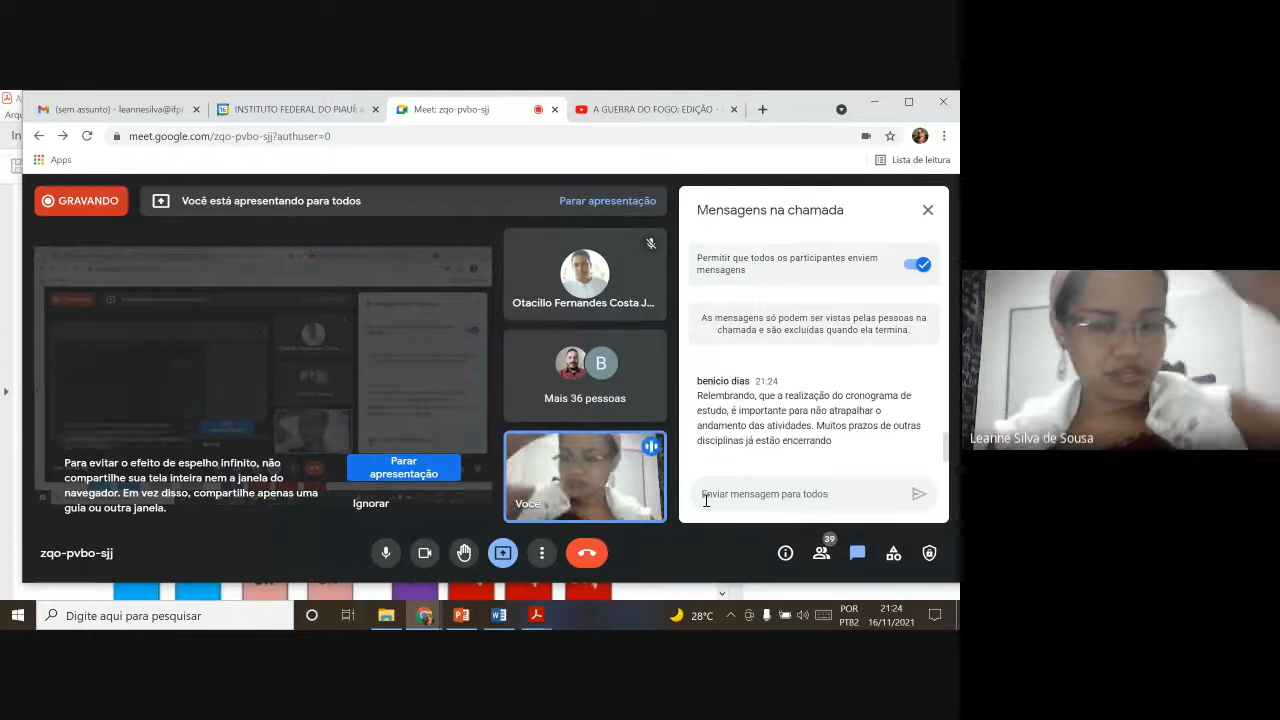 (sem assunto) - leannesilva@ifpi
INSTITUTO FEDERAL DO PIAUÍ: a
Meet: zqo-pvbo-sjj
A GUERRA DO FOGO: EDIÇÃO -
meet.google.com/zqo-pvbo-sjj?authuser=0
Apps
Lista de leitura
GRAVANDO
Você está apresentando para todos
Parar apresentação
Mensagens na chamada
Permitir que todos os participantes enviem
mensagens
As mensagens só podem ser vistas pelas pessoas na
chamada e são excluídas quando ela termina.
Otacílio Fernandes Costa J...
B
Mais 36 pessoas
benicio dias 21:24
Relembrando, que a realização do cronograma de
estudo, é importante para não atrapalhar o
andamento das atividades. Muitos prazos de outras
disciplinas já estão encerrando
Leanne Silva de Sousa
Para evitar o efeito de espelho infinito, não
compartilhe sua tela inteira nem a janela do
navegador. Em vez disso, compartilhe apenas uma
guia ou outra janela.
Parar
apresentação
Ignorar
Você
Enviar mensagem para todos
zqo-pvbo-sjj
39
Digite aqui para pesquisar
28°C
POR
PTB2
21:24
16/11/2021